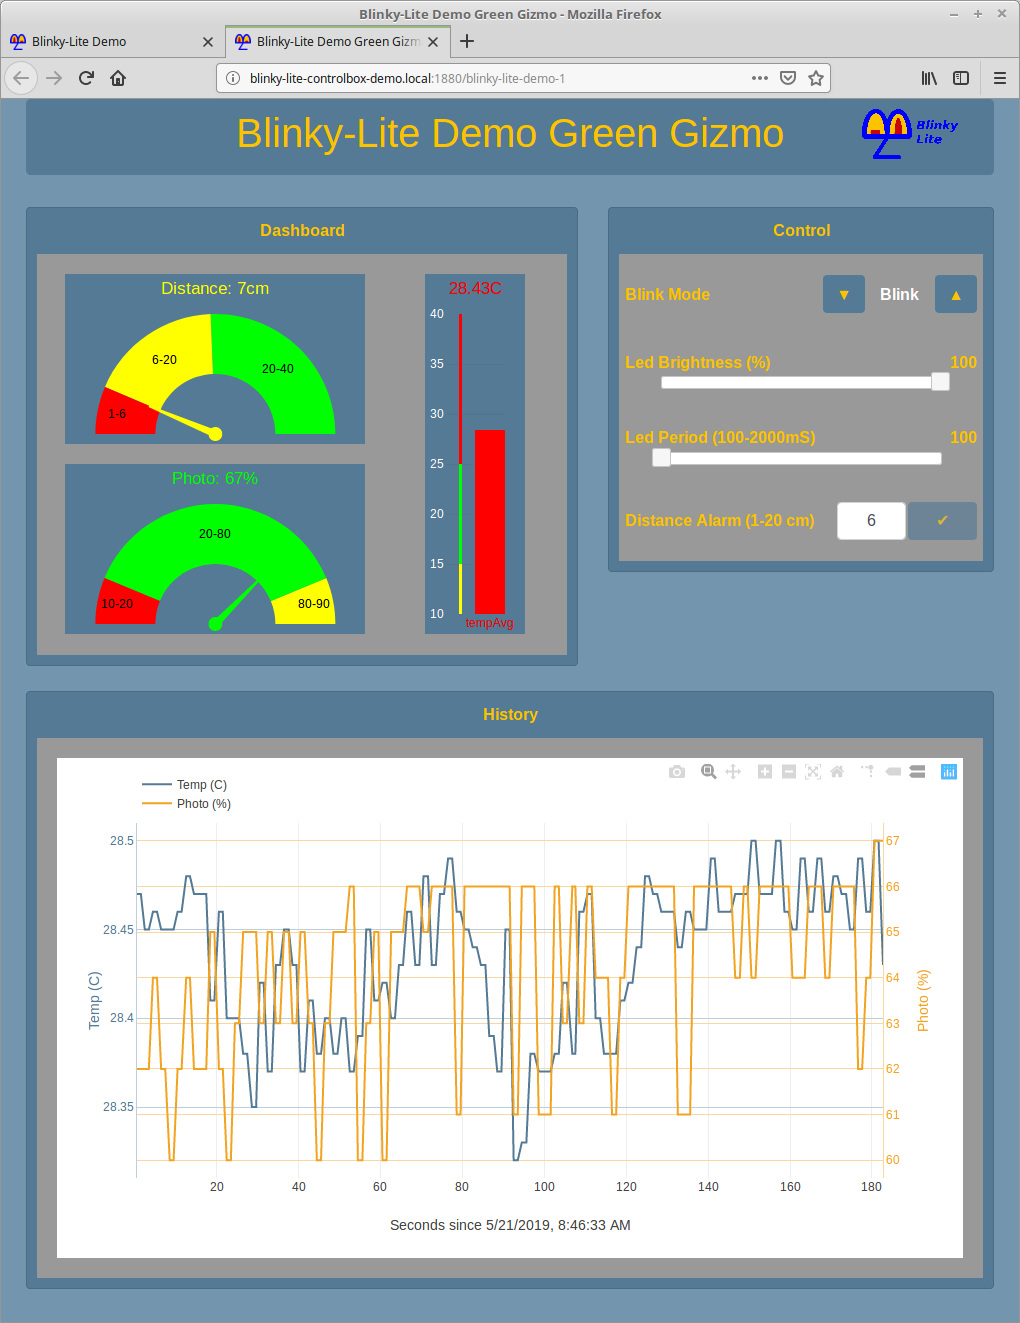 Blinky-Lite Demo Green Gizmo - Mozilla Firefox
Blinky-Lite Demo
Blinky-Lite Demo Green Gizm
blinky-lite-controlbox-demo.local:1880/blinky-lite-demo-1
Blinky-Lite Demo Green Gizmo
Blinky
Lite
Dashboard
Distance: 7cm
6-20
20-40
1-6
Photo: 67%
20-80
10-20
80-90
28.43C
40
35
30
25
20
15
10
tempAvg
Control
Blink Mode
▼
Blink
▲
Led Brightness (%)
100
Led Period (100-2000mS)
100
Distance Alarm (1-20 cm)
6
✔
History
Temp (C)
Photo (%)
28.5
28.45
28.4
28.35
Temp (C)
67
66
65
64
63
62
61
60
Photo (%)
20
40
60
80
100
120
140
160
180
Seconds since 5/21/2019, 8:46:33 AM